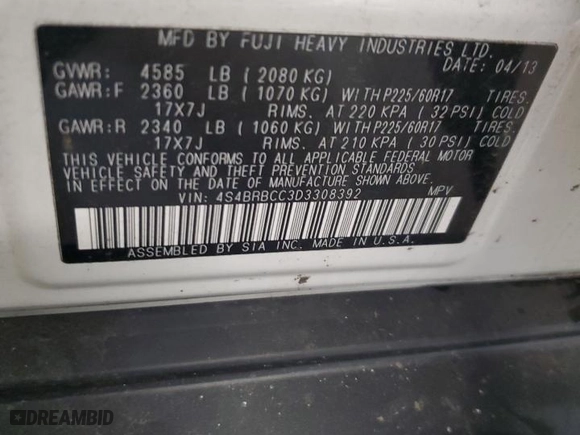 MFD BY FUJI HEAVY INDUSTRIES LTD.
DATE: 04/13
GVWR: 4585 LB (2080 KG)
GAWR:F 2360 LB (1070 KG) WITH P225/60R17 TIRES,
17X7J RIMS. AT 220 KPA (32 PSI) COLD
GAWR:R 2340 LB (1060 KG) WITH P225/60R17 TIRES,
17X7J RIMS. AT 210 KPA (30 PSI) COLD
THIS VEHICLE CONFORMS TO ALL APPLICABLE FEDERAL MOTOR
VEHICLE SAFETY AND THEFT PREVENTION STANDARDS
IN EFFECT ON THE DATE OF MANUFACTURE SHOWN ABOVE.
VIN: 4S4BRBCC3D3308392 MPV
ASSEMBLED BY SIA INC. MADE IN U.S.A.
DREAMBID